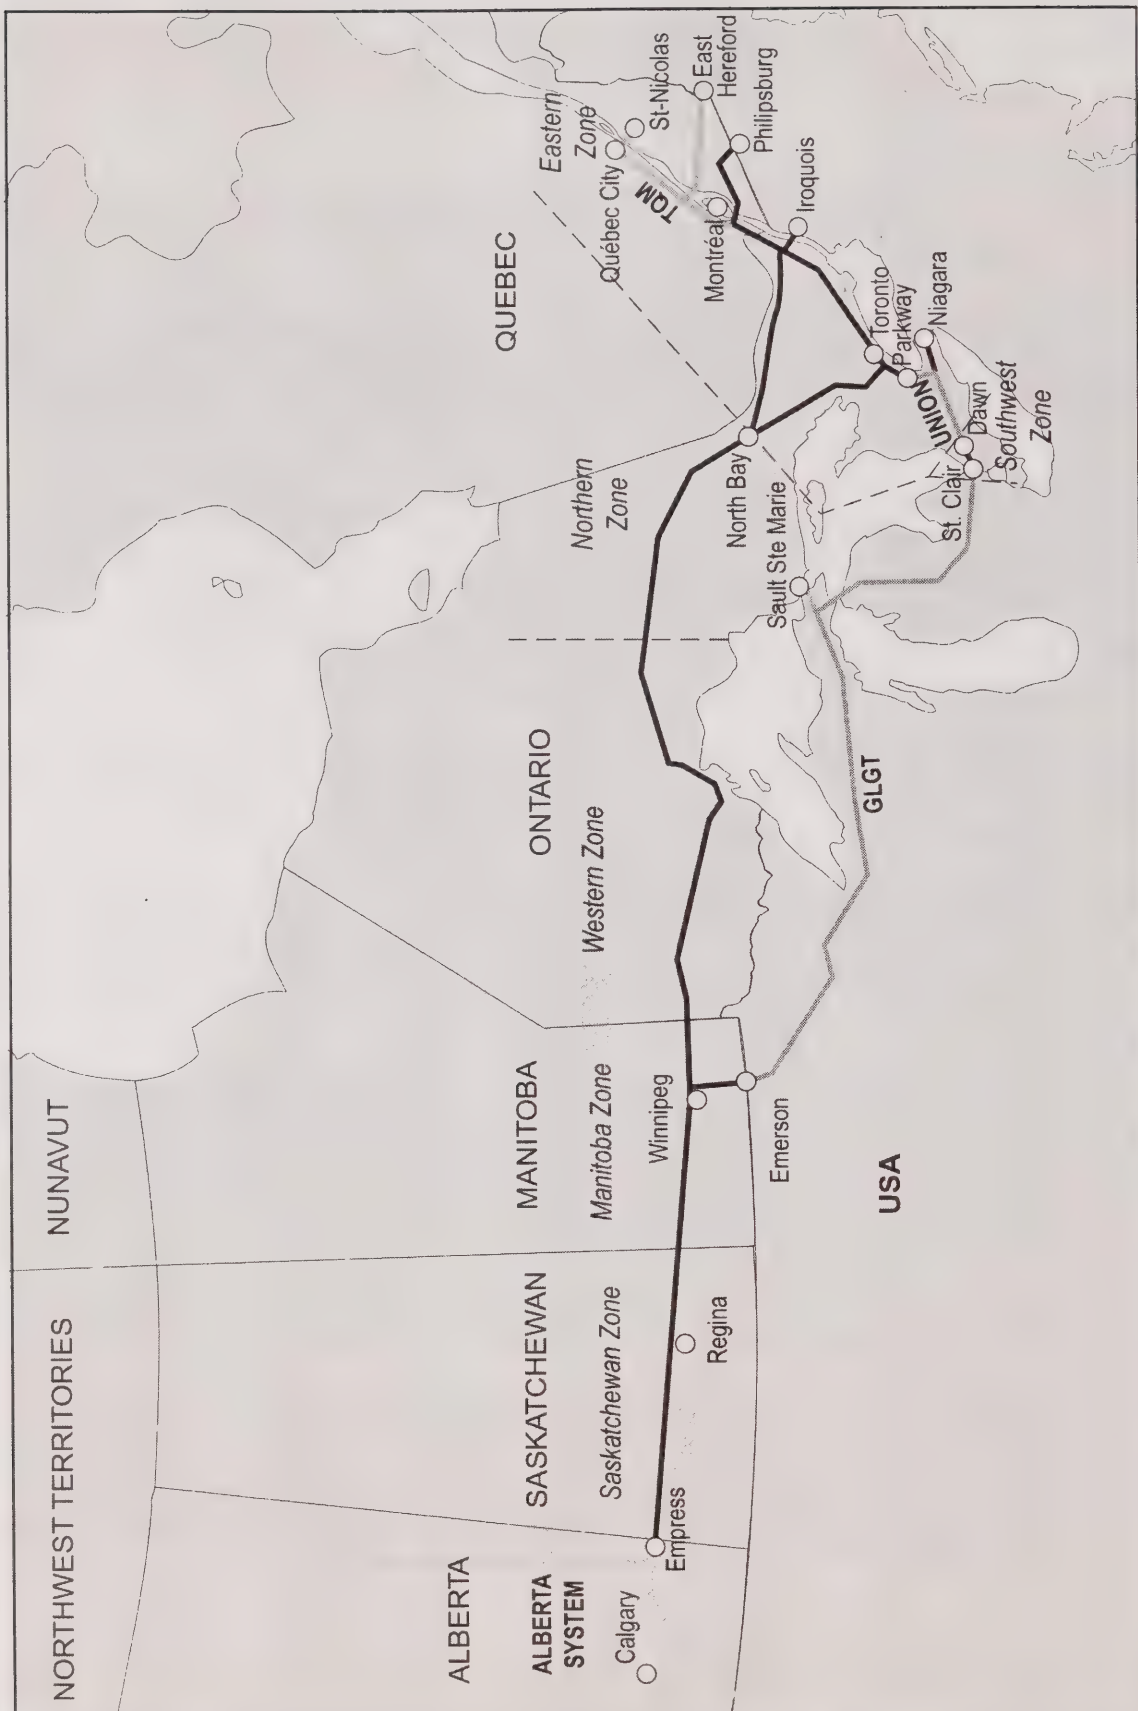 NORTHWEST TERRITORIES
NUNAVUT
ALBERTA
SASKATCHEWAN
MANITOBA
ONTARIO
QUEBEC
ALBERTA
SYSTEM
Saskatchewan Zone
Manitoba Zone
Western Zone
Northern
Zone
Eastern
Zone
Calgary
Empress
Regina
Winnipeg
Emerson
USA
GLGT
Sault Ste Marie
North Bay
St. Clair
Dawn
Southwest
Zone
UNION
Parkway
Toronto
Niagara
Iroquois
Montréal
TQM
Québec City
St-Nicolas
East
Hereford
Philipsburg